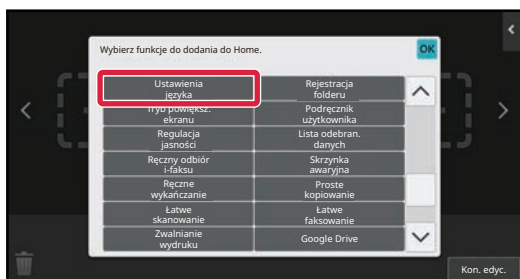 Wybierz funkcje do dodania do Home.
OK
Ustawienia
języka
Rejestracja
folderu
Tryb powiększ.
ekranu
Podręcznik
użytkownika
Regulacja
jasności
Lista odebran.
danych
Ręczny odbiór
i-faksu
Skrzynka
awaryjna
Ręczne
wykańczanie
Proste
kopiowanie
Łatwe
skanowanie
Łatwe
faksowanie
Zwalnianie
wydruku
Google Drive
Kon. edyc.